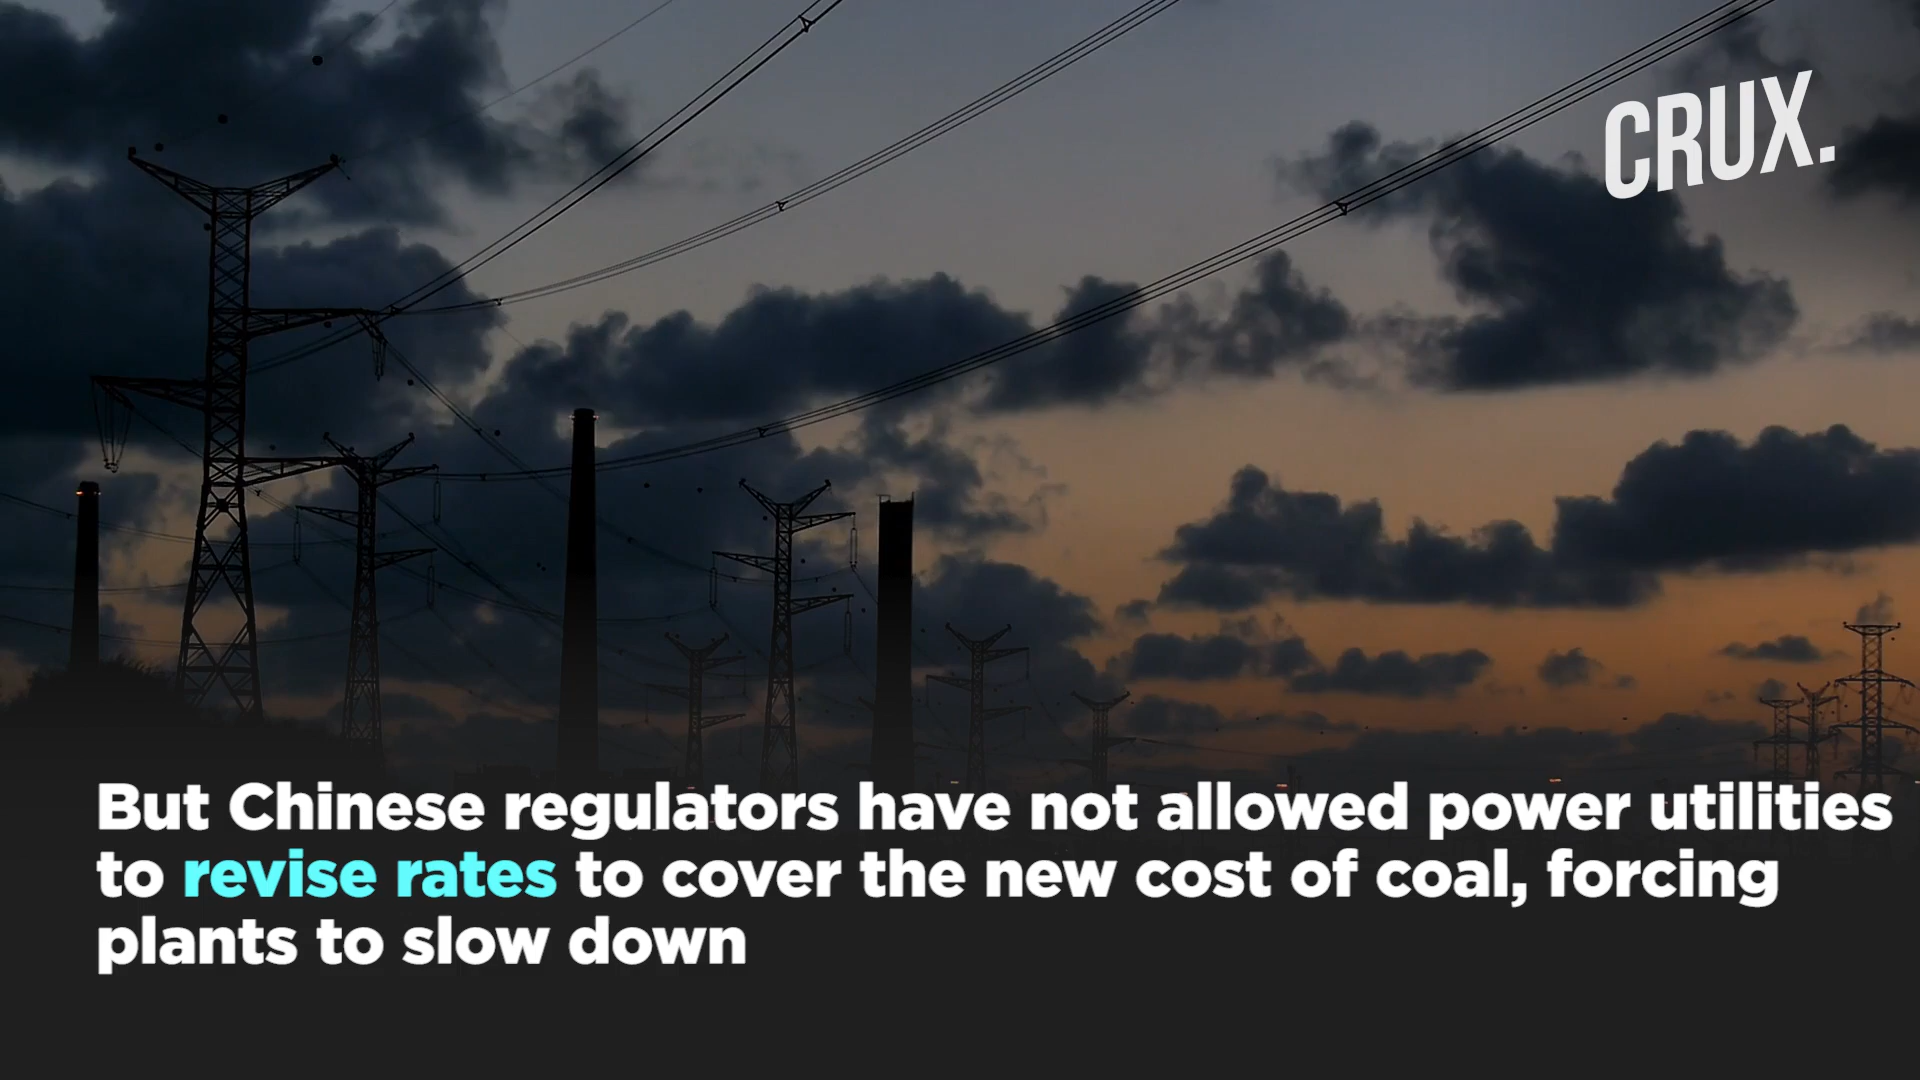 CRUX.
But Chinese regulators have not allowed power utilities
to revise rates to cover the new cost of coal, forcing
plants to slow down